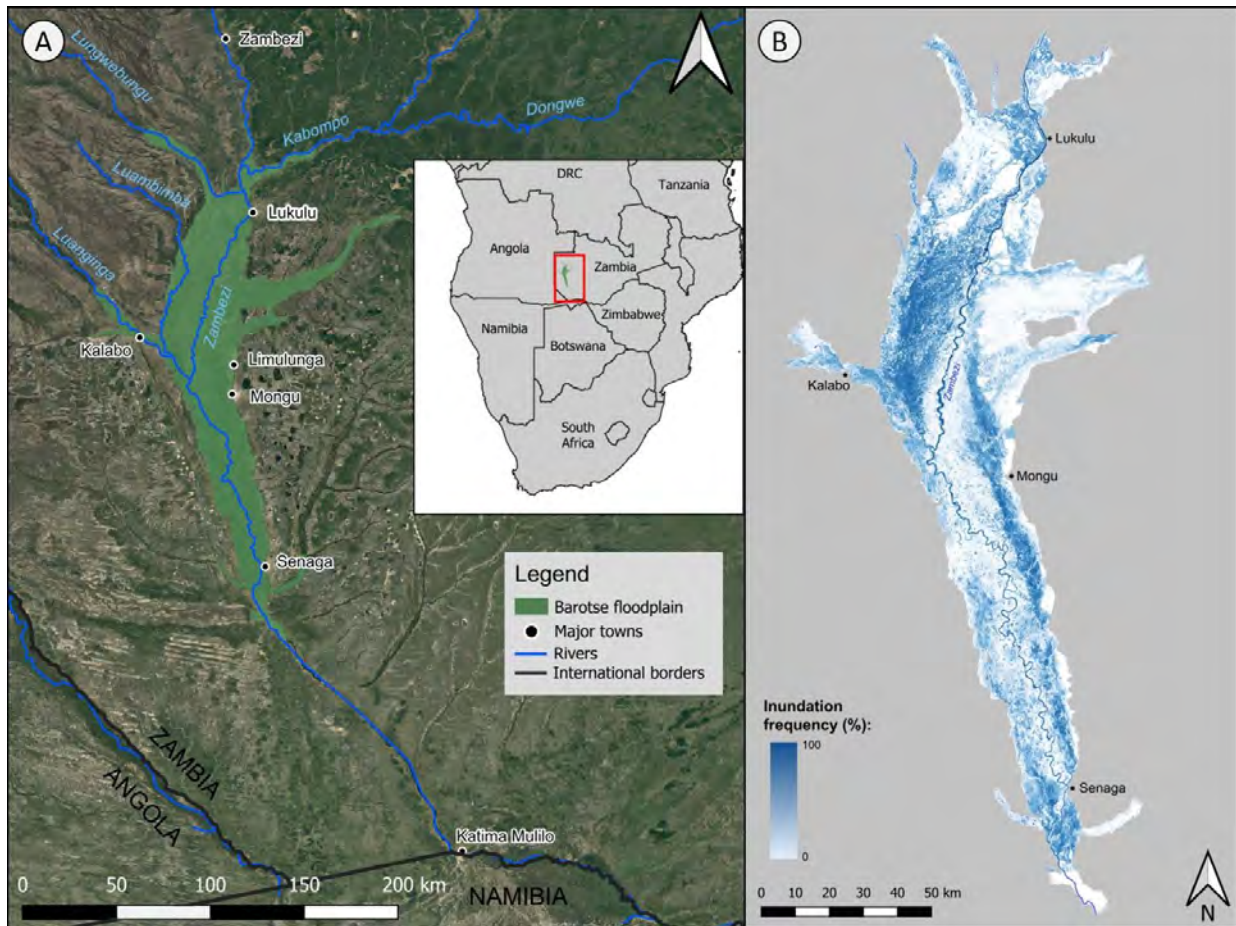 A
Zambezi
Lungwebungu
Kabompo
Dongwe
Luambimba
Luanginga
Lukulu
Zambezi
Kalabo
Limulunga
Mongu
Senaga
Katima Mulilo
ZAMBIA
ANGOLA
NAMIBIA
0 50 100 150 200 km
DRC
Tanzania
Angola
Zambia
Zimbabwe
Namibia
Botswana
South
Africa
Legend
Barotse floodplain
Major towns
Rivers
International borders
B
Lukulu
Kalabo
Zambezi
Mongu
Senaga
Inundation
frequency (%):
100
0
0 10 20 30 40 50 km
N